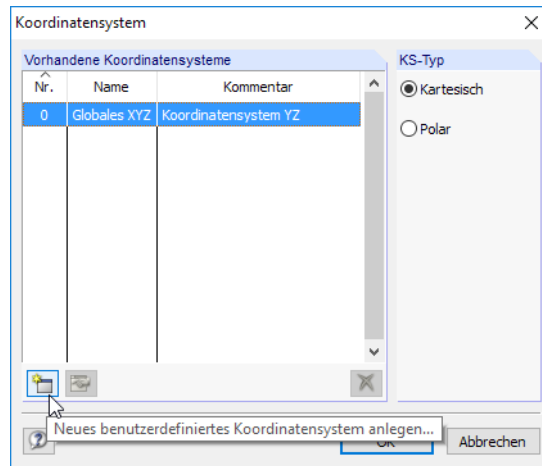 Koordinatensystem
Vorhandene Koordinatensysteme
Nr. Name Kommentar
0 Globales XYZ Koordinatensystem YZ
KS-Typ
Kartesisch
Polar
Neues benutzerdefiniertes Koordinatensystem anlegen...
OK Abbrechen